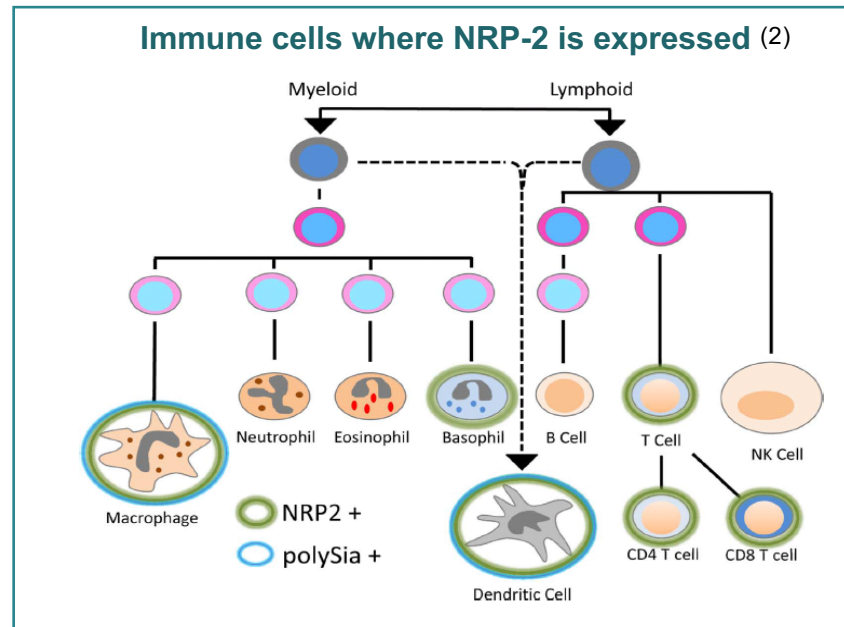 Immune cells where NRP-2 is expressed (2)
Myeloid
Lymphoid
Neutrophil
Eosinophil
Basophil
B Cell
T Cell
NK Cell
Macrophage
NRP2 +
polySia +
CD4 T cell
CD8 T cell
Dendritic Cell